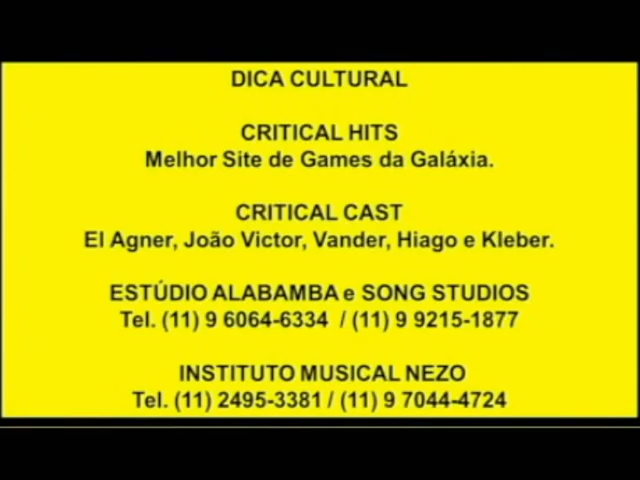 DICA CULTURAL
CRITICAL HITS
Melhor Site de Games da Galáxia.
CRITICAL CAST
El Agner, João Victor, Vander, Hiago e Kleber.
ESTÚDIO ALABAMBA e SONG STUDIOS
Tel. (11) 9 6064-6334 / (11) 9 9215-1877
INSTITUTO MUSICAL NEZO
Tel. (11) 2495-3381 / (11) 9 7044-4724